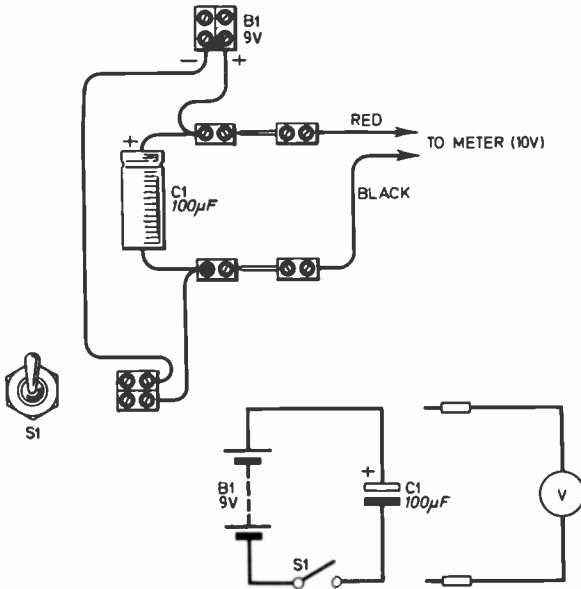 B1
9V
− +
RED
TO METER (10V)
+
C1
100µF
BLACK
S1
B1
9V
+
C1
100µF
V
S1